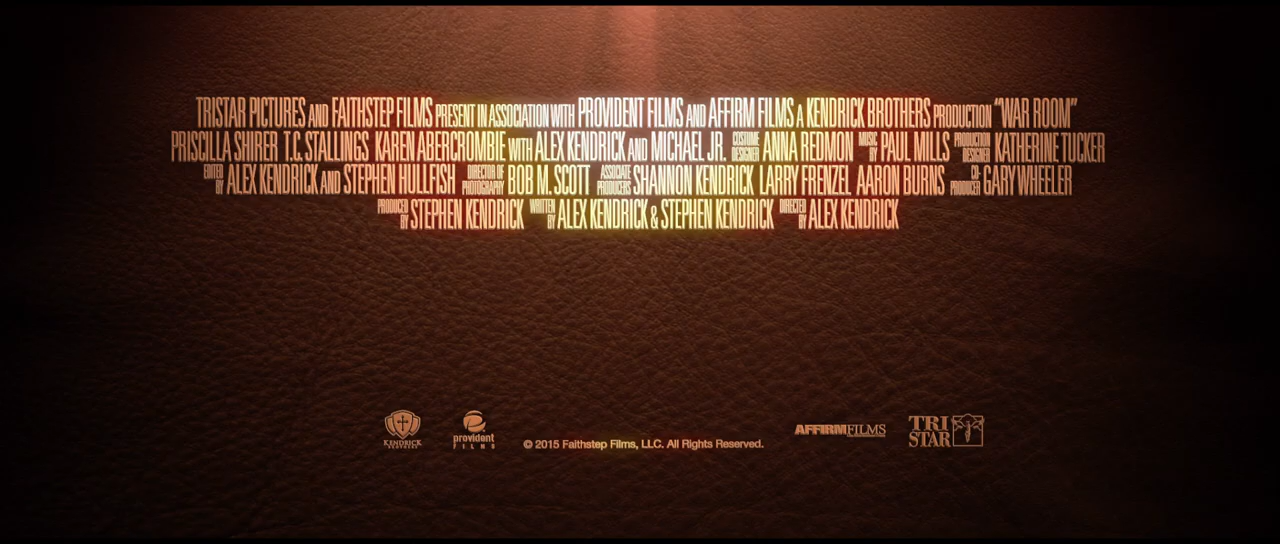 TRISTAR PICTURES AND FAITHSTEP FILMS PRESENT IN ASSOCIATION WITH PROVIDENT FILMS AND AFFIRM FILMS A KENDRICK BROTHERS PRODUCTION "WAR ROOM"
PRISCILLA SHIRER T.C. STALLINGS KAREN ABERCROMBIE WITH ALEX KENDRICK AND MICHAEL JR. COSTUME DESIGNER ANNA REDMON MUSIC BY PAUL MILLS PRODUCTION DESIGNER KATHERINE TUCKER
EDITED BY ALEX KENDRICK AND STEPHEN HULLFISH DIRECTOR OF PHOTOGRAPHY BOB M. SCOTT ASSOCIATE PRODUCERS SHANNON KENDRICK LARRY FRENZEL AARON BURNS CO-PRODUCER GARY WHEELER
PRODUCED BY STEPHEN KENDRICK WRITTEN BY ALEX KENDRICK & STEPHEN KENDRICK DIRECTED BY ALEX KENDRICK
KENDRICK BROTHERS
provident FILMS
© 2015 Faithstep Films, LLC. All Rights Reserved.
AFFIRM FILMS
TRI STAR